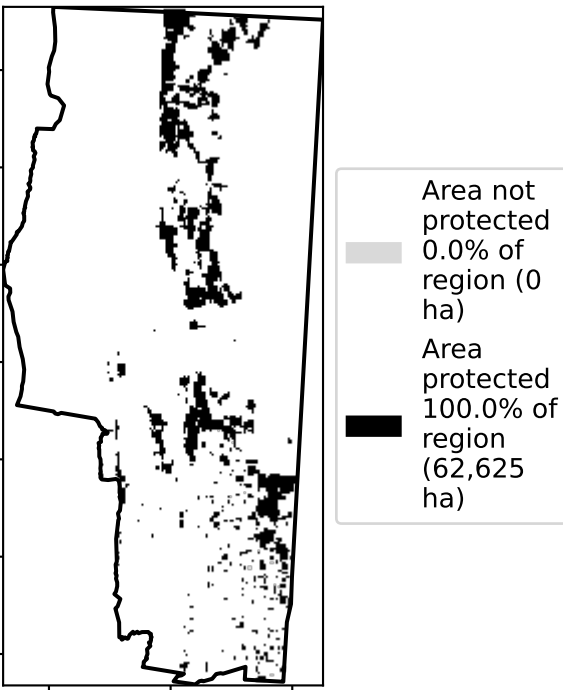 Area not
protected
0.0% of
region (0
ha)
Area
protected
100.0% of
region
(62,625
ha)